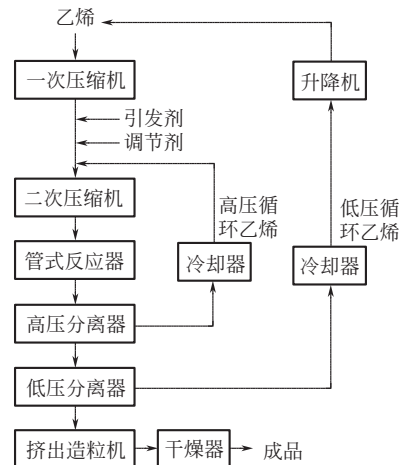 乙烯
一次压缩机
升降机
引发剂
调节剂
二次压缩机
高压循
环乙烯
低压循
环乙烯
管式反应器
冷却器
冷却器
高压分离器
低压分离器
挤出造粒机
干燥器
成品